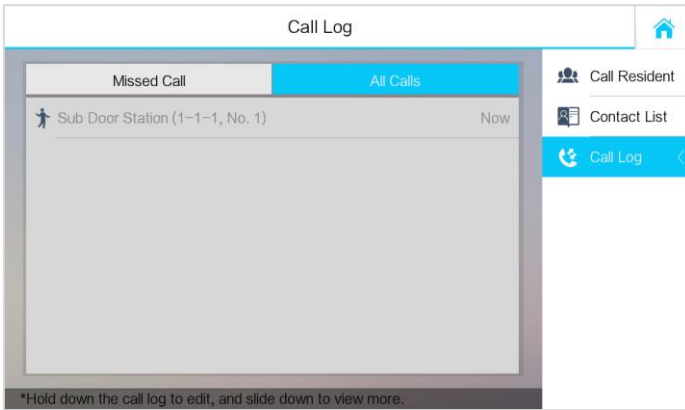 Call Log
Missed Call
All Calls
Sub Door Station (1-1-1, No. 1) Now
Call Resident
Contact List
Call Log
*Hold down the call log to edit, and slide down to view more.